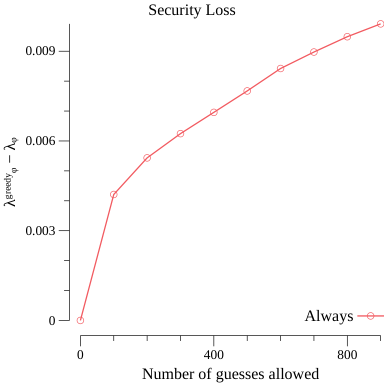 Security Loss
λ^greedy_φ − λ_φ
0.009
0.006
0.003
0
Always
0
400
800
Number of guesses allowed